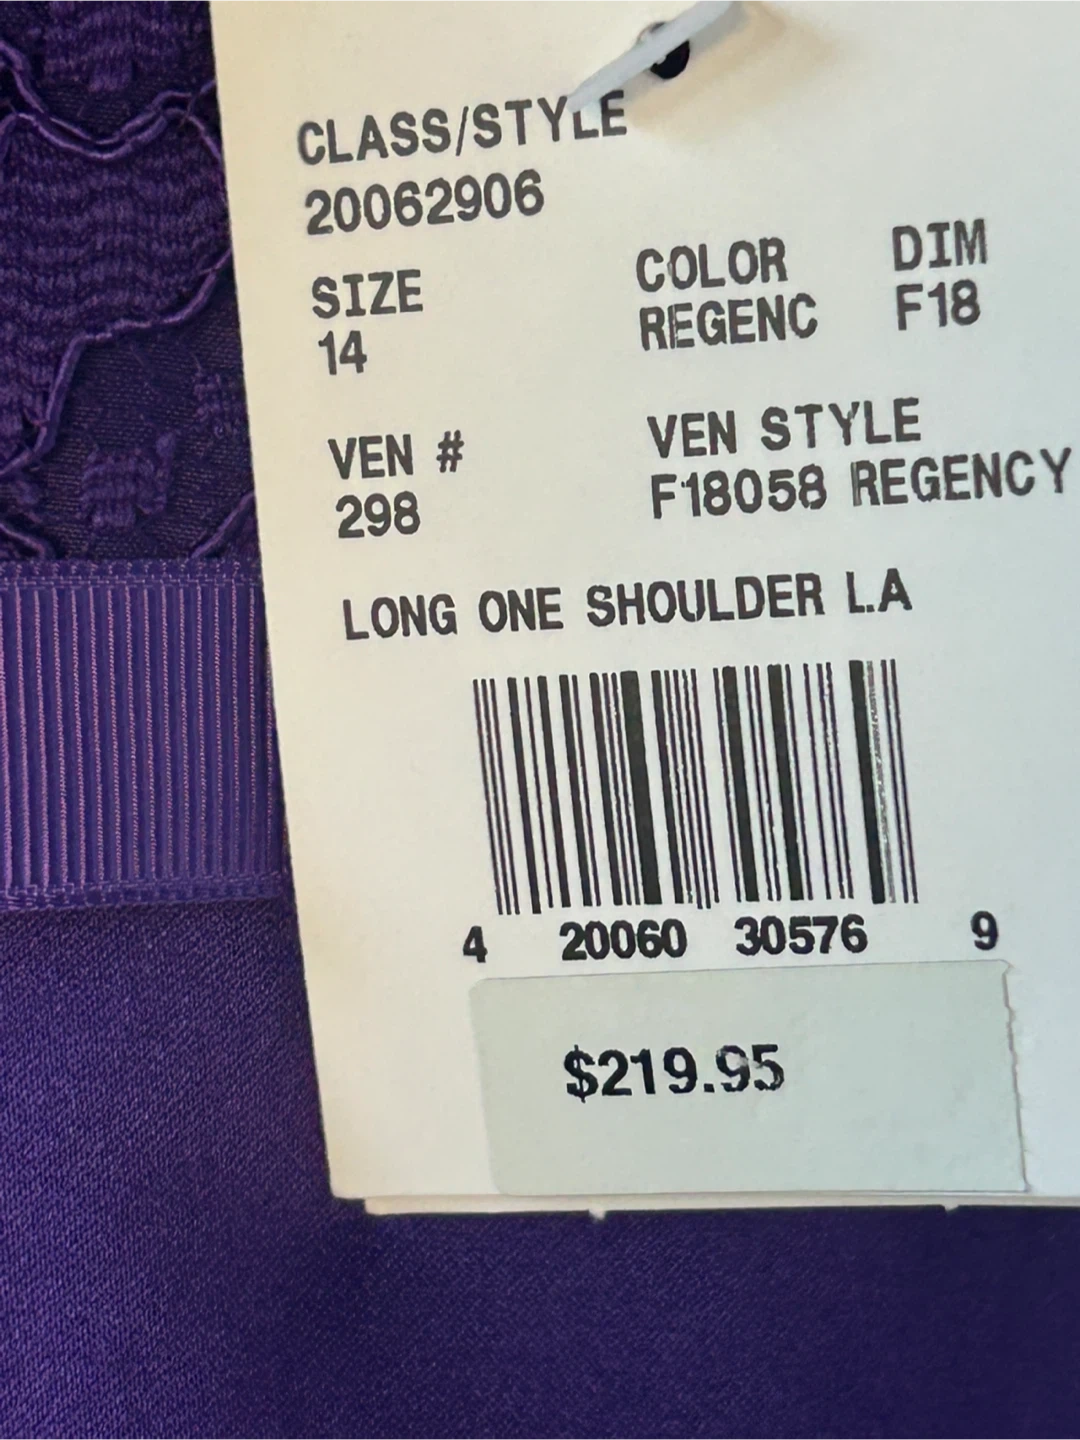 CLASS/STYLE
20062906
SIZE
14
COLOR
REGENC
DIM
F18
VEN #
298
VEN STYLE
F18058 REGENCY
LONG ONE SHOULDER LA
4 20060 30576 9
$219.95